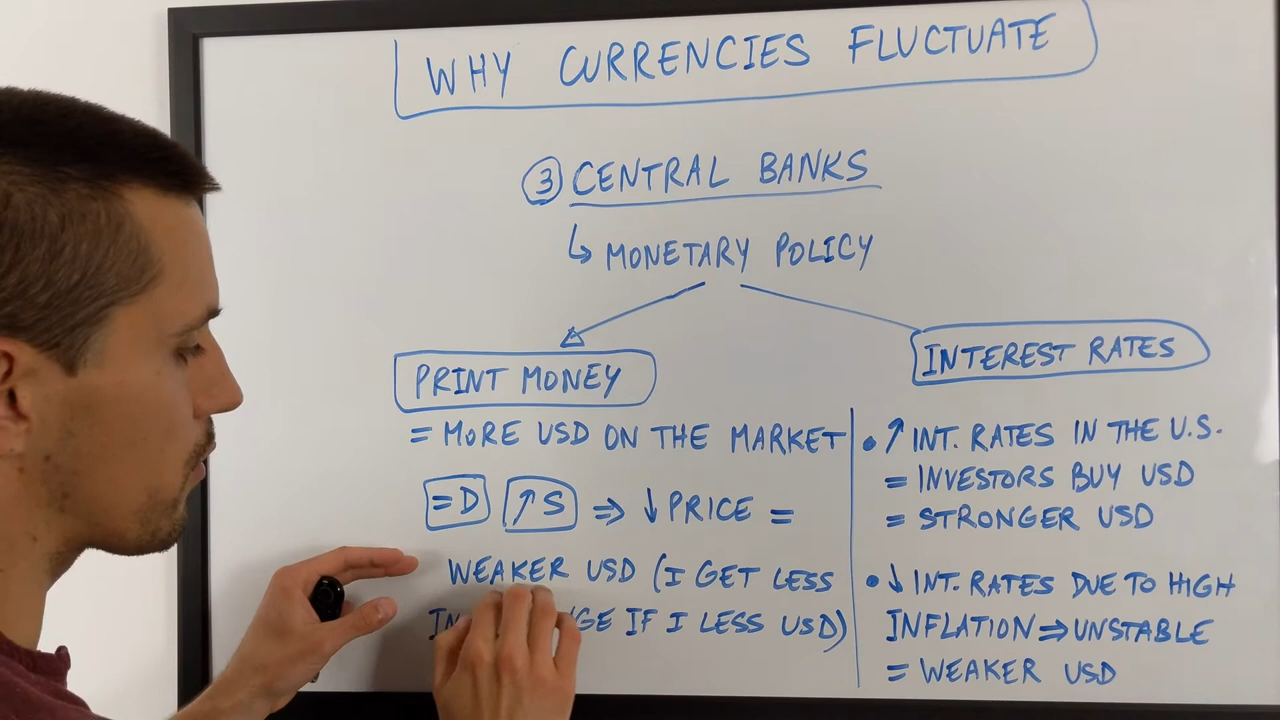 WHY CURRENCIES FLUCTUATE
③ CENTRAL BANKS
↳ MONETARY POLICY
PRINT MONEY
= MORE USD ON THE MARKET
= D ↑ S ⇒ ↓ PRICE =
WEAKER USD (I GET LESS
IF I LESS USD)
INTEREST RATES
• ↑ INT. RATES IN THE U.S.
= INVESTORS BUY USD
= STRONGER USD
• ↓ INT. RATES DUE TO HIGH
INFLATION ⇒ UNSTABLE
= WEAKER USD